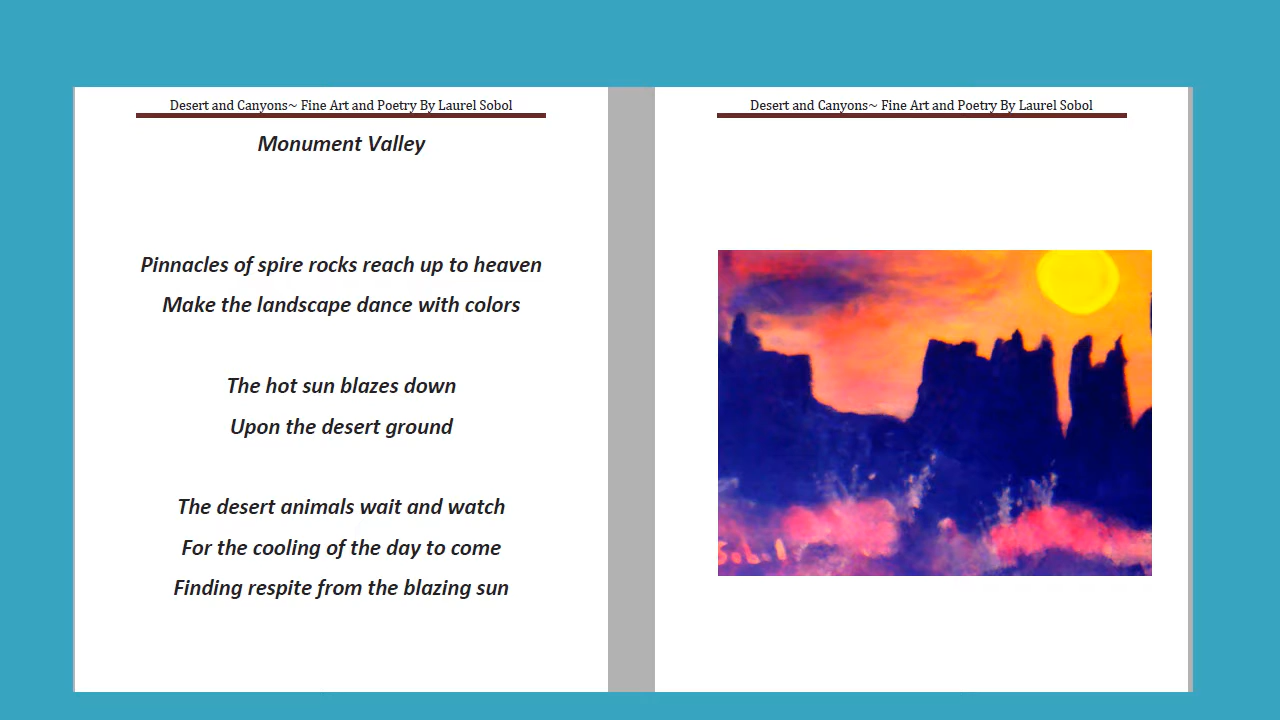 Desert and Canyons~ Fine Art and Poetry By Laurel Sobol
Monument Valley
Pinnacles of spire rocks reach up to heaven
Make the landscape dance with colors
The hot sun blazes down
Upon the desert ground
The desert animals wait and watch
For the cooling of the day to come
Finding respite from the blazing sun
Desert and Canyons~ Fine Art and Poetry By Laurel Sobol
Sobol